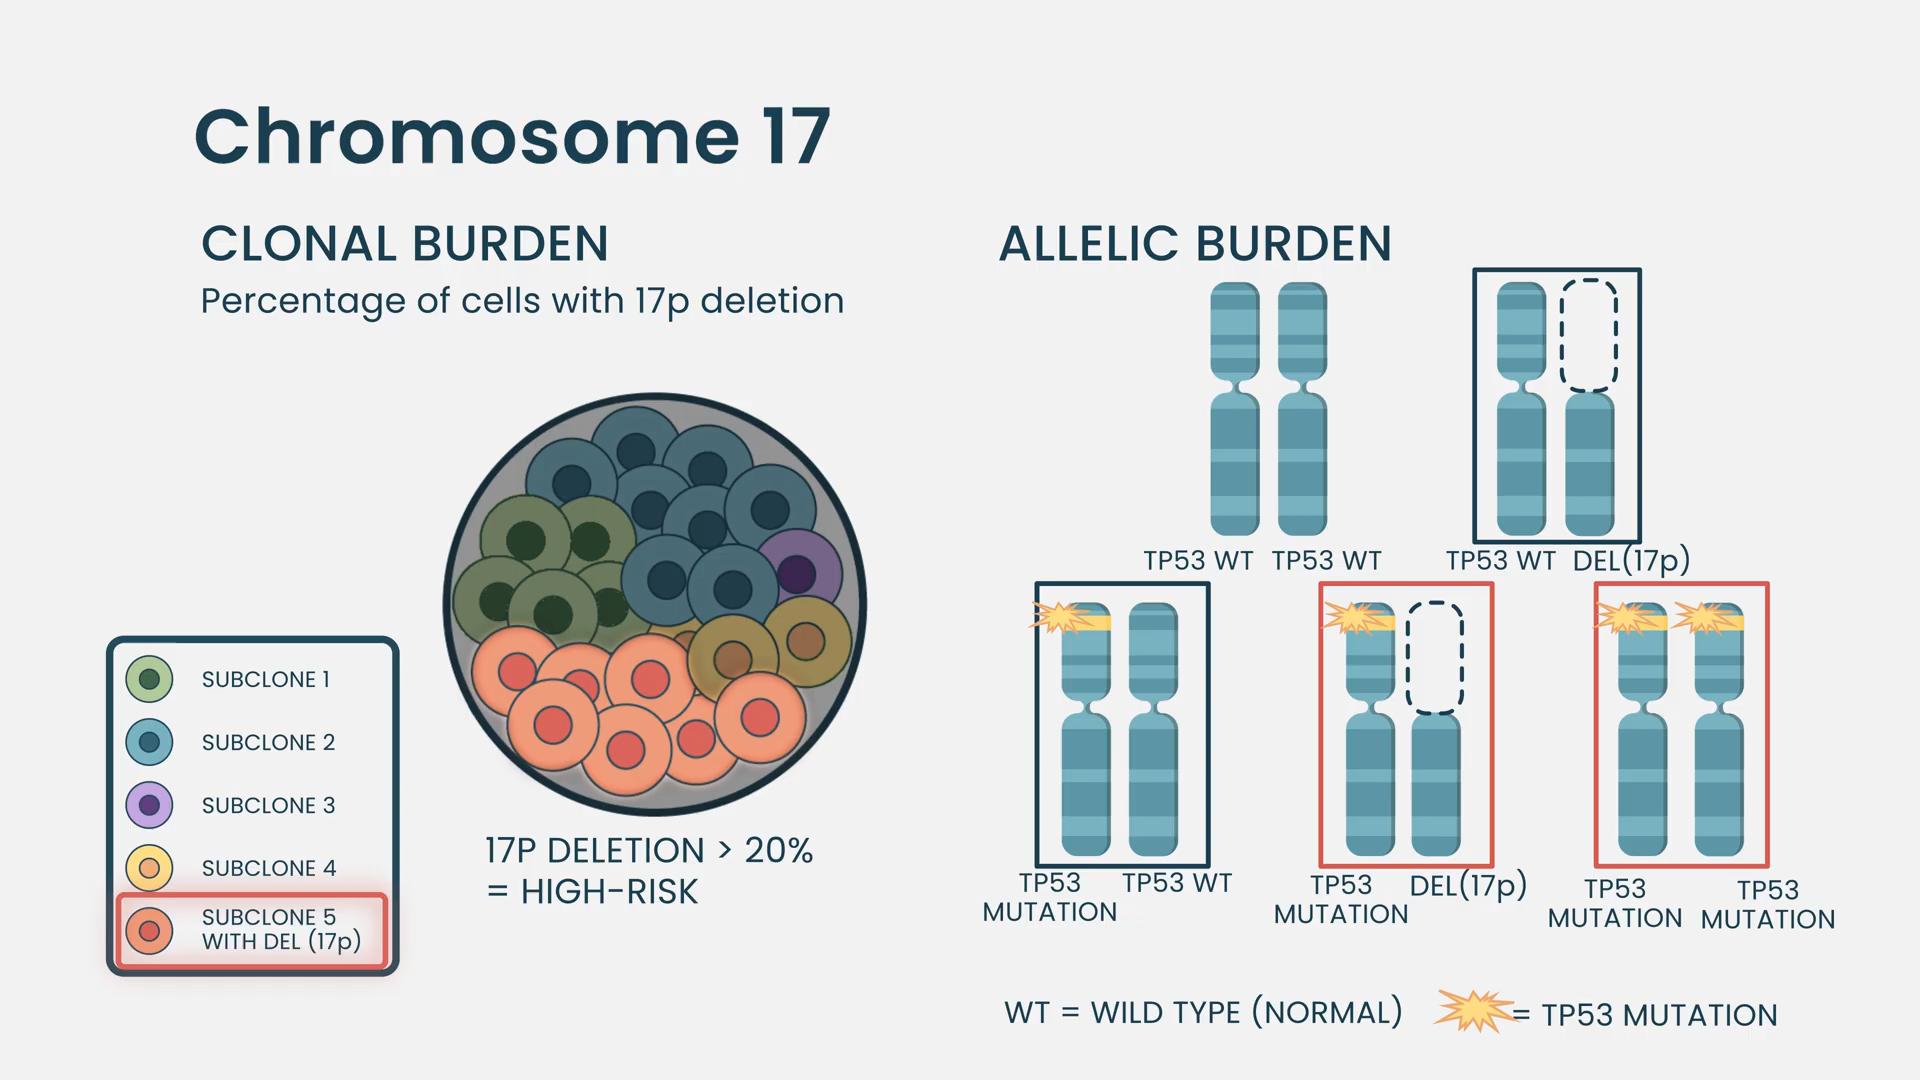 Chromosome 17
CLONAL BURDEN
Percentage of cells with 17p deletion
SUBCLONE 1
SUBCLONE 2
SUBCLONE 3
SUBCLONE 4
SUBCLONE 5
WITH DEL (17p)
17P DELETION > 20%
= HIGH-RISK
ALLELIC BURDEN
TP53 WT TP53 WT
TP53 WT DEL(17p)
TP53
MUTATION
TP53 WT
TP53
MUTATION
DEL(17p)
TP53
MUTATION
TP53
MUTATION
WT = WILD TYPE (NORMAL)
= TP53 MUTATION